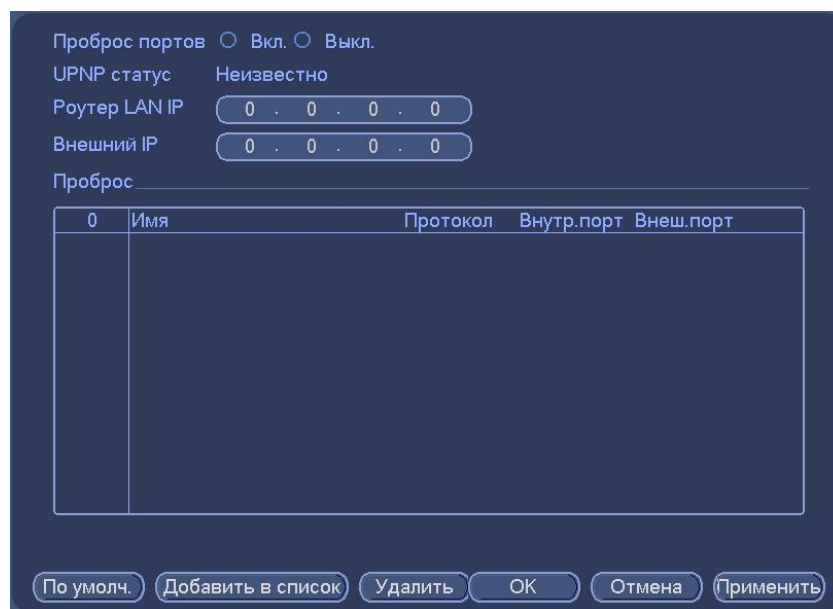 Проброс портов Вкл. Выкл.
UPNP статус Неизвестно
Роутер LAN IP 0 . 0 . 0 . 0
Внешний IP 0 . 0 . 0 . 0
Проброс
0 Имя Протокол Внутр.порт Внеш.порт
По умолч. Добавить в список Удалить OK Отмена Применить